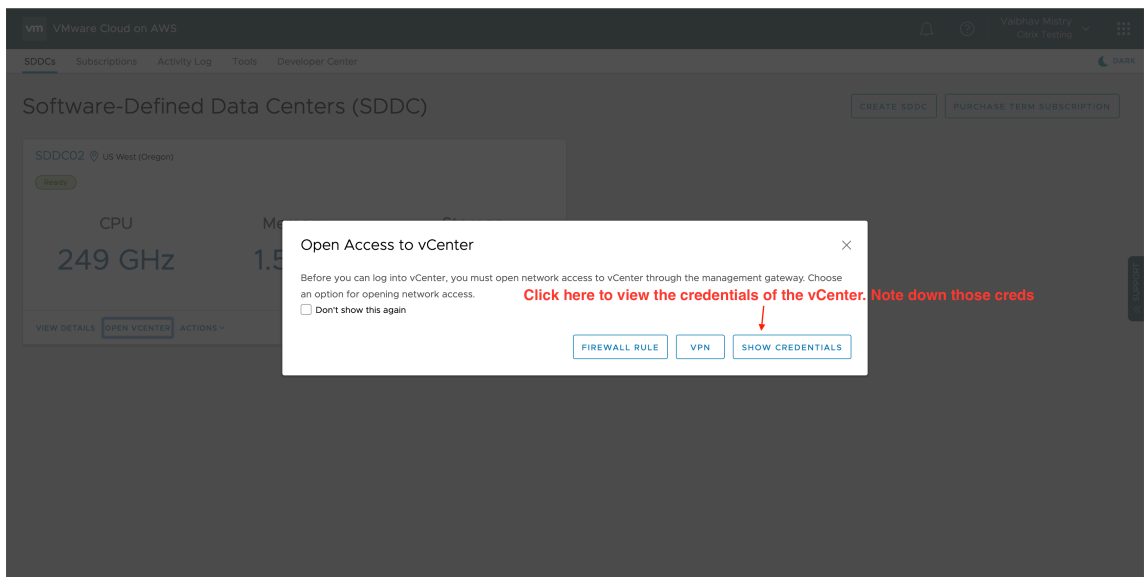 vm VMware Cloud on AWS
Vaibhav Mistry
Citrix Testing
SDDCs Subscriptions Activity Log Tools Developer Center DARK
Software-Defined Data Centers (SDDC) CREATE SDDC PURCHASE TERM SUBSCRIPTION
SDDC02 US West (Oregon)
Ready
CPU
249 GHz 1.5
Open Access to vCenter
Before you can log into vCenter, you must open network access to vCenter through the management gateway. Choose
an option for opening network access.
Click here to view the credentials of the vCenter. Note down those creds
Don't show this again
VIEW DETAILS OPEN VCENTER ACTIONS
FIREWALL RULE VPN SHOW CREDENTIALS
SUPPORT